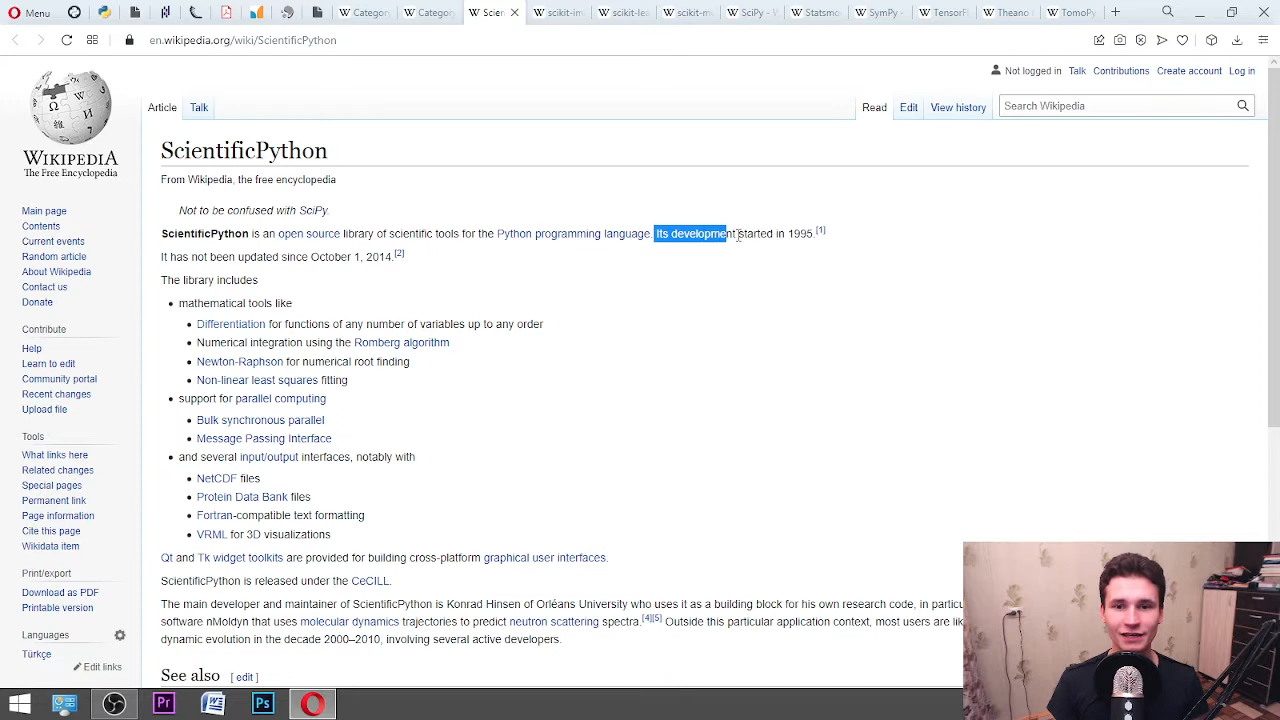 Menu
Category
Category
Scien
scikit-im
scikit-lea
scikit-mu
SciPy - W
Statsmo
SymPy -
TensorFl
Theano
TomoPy
en.wikipedia.org/wiki/ScientificPython
Not logged in Talk Contributions Create account Log in
Article Talk
Read Edit View history
Search Wikipedia
WIKIPEDIA
The Free Encyclopedia
Main page
Contents
Current events
Random article
About Wikipedia
Contact us
Donate
Contribute
Help
Learn to edit
Community portal
Recent changes
Upload file
Tools
What links here
Related changes
Special pages
Permanent link
Page information
Cite this page
Wikidata item
Print/export
Download as PDF
Printable version
Languages
Türkçe
Edit links
ScientificPython
From Wikipedia, the free encyclopedia
Not to be confused with SciPy.
ScientificPython is an open source library of scientific tools for the Python programming language. Its development started in 1995.[1]
It has not been updated since October 1, 2014.[2]
The library includes
• mathematical tools like
• Differentiation for functions of any number of variables up to any order
• Numerical integration using the Romberg algorithm
• Newton-Raphson for numerical root finding
• Non-linear least squares fitting
• support for parallel computing
• Bulk synchronous parallel
• Message Passing Interface
• and several input/output interfaces, notably with
• NetCDF files
• Protein Data Bank files
• Fortran-compatible text formatting
• VRML for 3D visualizations
Qt and Tk widget toolkits are provided for building cross-platform graphical user interfaces.
ScientificPython is released under the CeCILL.
The main developer and maintainer of ScientificPython is Konrad Hinsen of Orléans University who uses it as a building block for his own research code, in particu
software nMoldyn that uses molecular dynamics trajectories to predict neutron Scattering spectra.[4][5] Outside this particular application context, most users are lik
dynamic evolution in the decade 2000–2010, involving several active developers.
See also [ edit ]
Pr
W
Ps